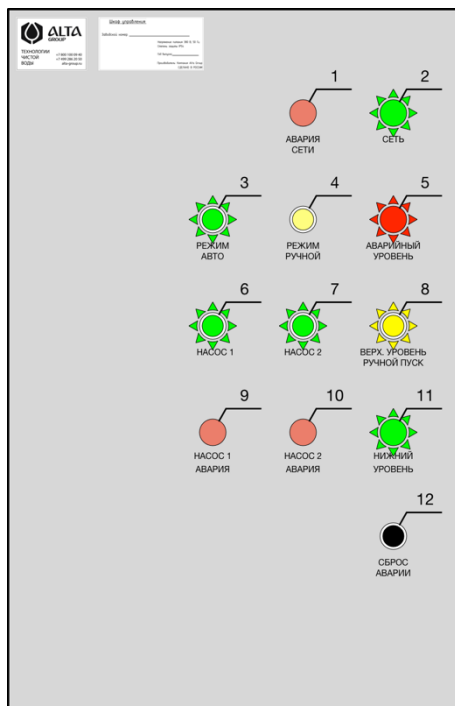 ALTA
GROUP
ТЕХНОЛОГИИ
ЧИСТОЙ
ВОДЫ
Шкаф управления
1
2
АВАРИЯ
СЕТИ
СЕТЬ
3
4
5
РЕЖИМ
АВТО
РЕЖИМ
РУЧНОЙ
АВАРИЙНЫЙ
УРОВЕНЬ
6
7
8
НАСОС 1
НАСОС 2
ВЕРХ. УРОВЕНЬ
РУЧНОЙ ПУСК
9
10
11
НАСОС 1
АВАРИЯ
НАСОС 2
АВАРИЯ
НИЖНИЙ
УРОВЕНЬ
12
СБРОС
АВАРИИ